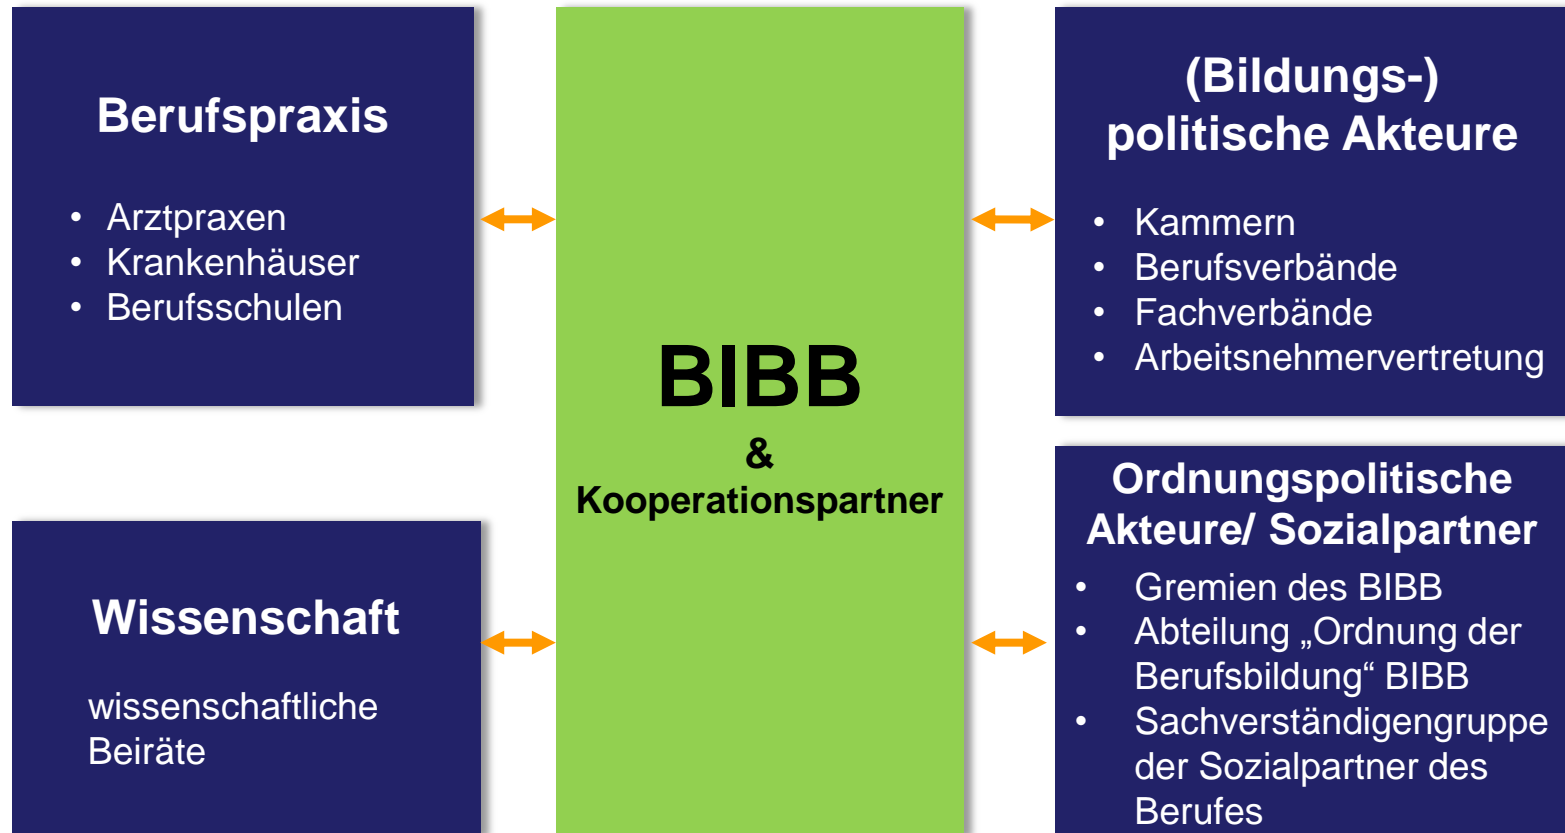 Berufspraxis
• Arztpraxen
• Krankenhäuser
• Berufsschulen
Wissenschaft
wissenschaftliche
Beiräte
BIBB
&
Kooperationspartner
(Bildungs-)
politische Akteure
• Kammern
• Berufsverbände
• Fachverbände
• Arbeitsnehmervertretung
Ordnungspolitische
Akteure/ Sozialpartner
• Gremien des BIBB
• Abteilung „Ordnung der
Berufsbildung“ BIBB
• Sachverständigengruppe
der Sozialpartner des
Berufes